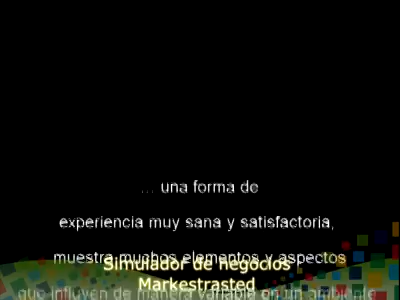 ... una forma de
experiencia muy sana y satisfactoria,
muestra muchos elementos y aspectos
Simulador de negocios
Markestrasted
que influyen de manera variable en un ambiente